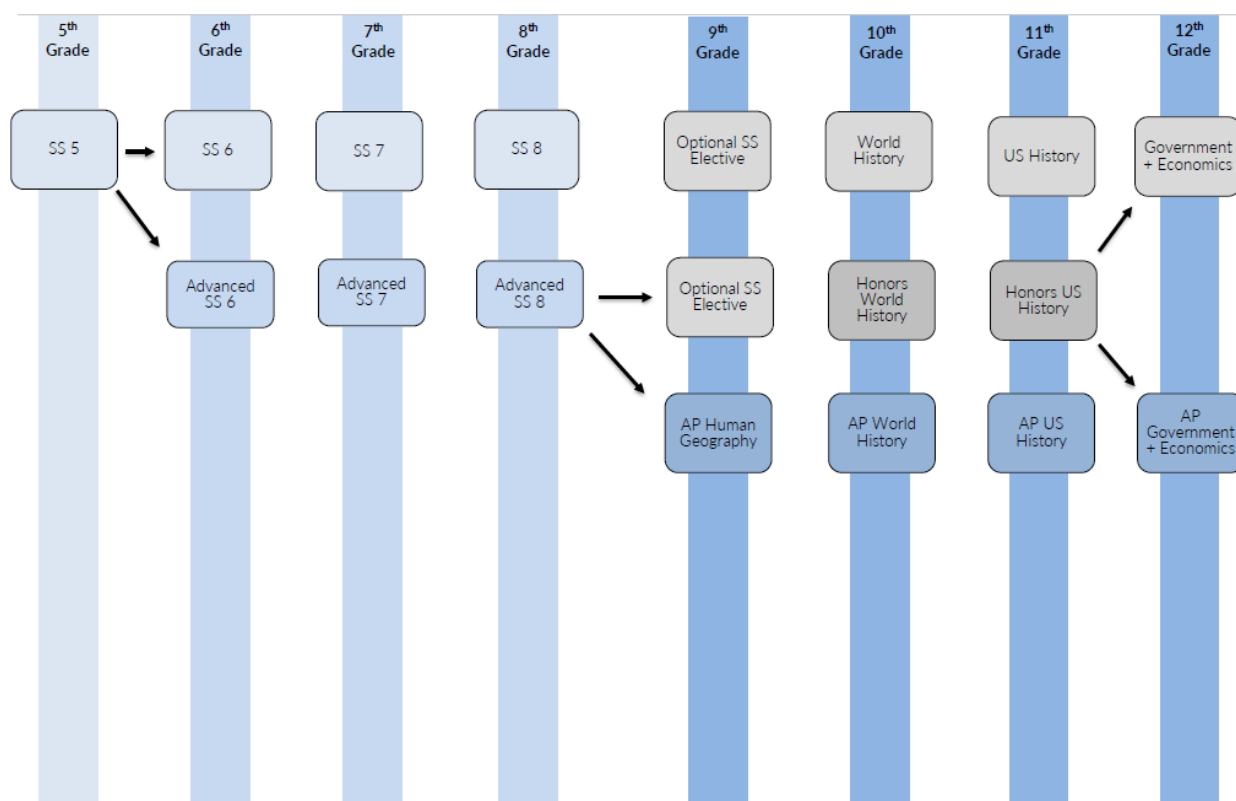 5th
Grade
6th
Grade
7th
Grade
8th
Grade
9th
Grade
10th
Grade
11th
Grade
12th
Grade
SS 5
SS 6
SS 7
SS 8
Optional SS
Elective
World
History
US History
Government
+ Economics
Advanced
SS 6
Advanced
SS 7
Advanced
SS 8
Optional SS
Elective
Honors
World
History
Honors US
History
AP Human
Geography
AP World
History
AP US
History
AP
Government
+ Economics